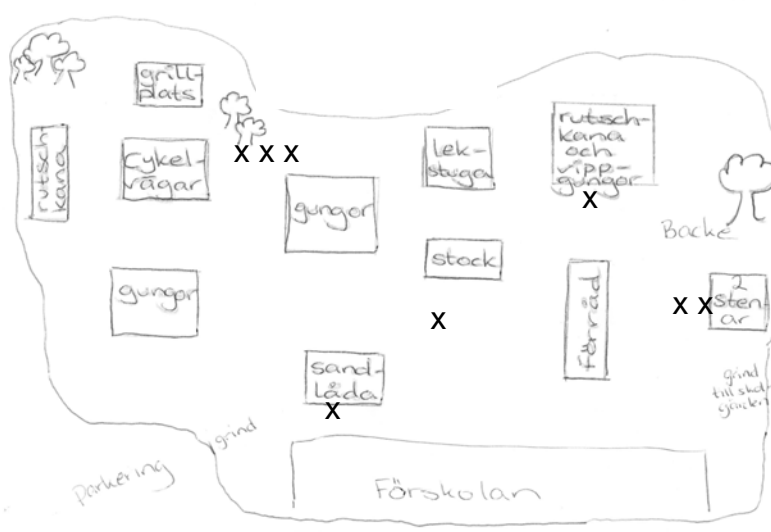 grill-
plats
rutsch
kana
cykel-
vägar
x x x
gungor
lek-
stuga
rutsch-
kana
och
vipp-
gungor
x
Backe
stock
gungor
x
förråd
x x
2
sten-
ar
sand-
låda
x
grind
till skol-
gården
grind
Parkering
Förskolan